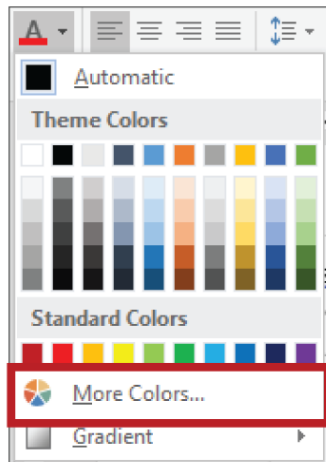 A
Automatic
Theme Colors
Standard Colors
More Colors...
Gradient